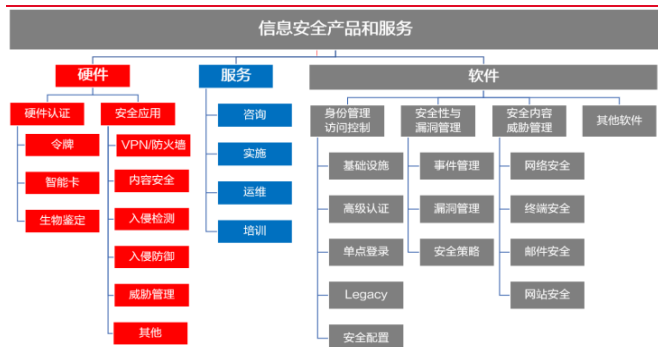 信息安全产品和服务
硬件
服务
软件
硬件认证
安全应用
令牌
智能卡
生物鉴定
VPN/防火墙
内容安全
入侵检测
入侵防御
威胁管理
其他
咨询
实施
运维
培训
身份管理
访问控制
安全性与
漏洞管理
安全内容
威胁管理
其他软件
基础设施
高级认证
单点登录
Legacy
安全配置
事件管理
漏洞管理
安全策略
网络安全
终端安全
邮件安全
网站安全